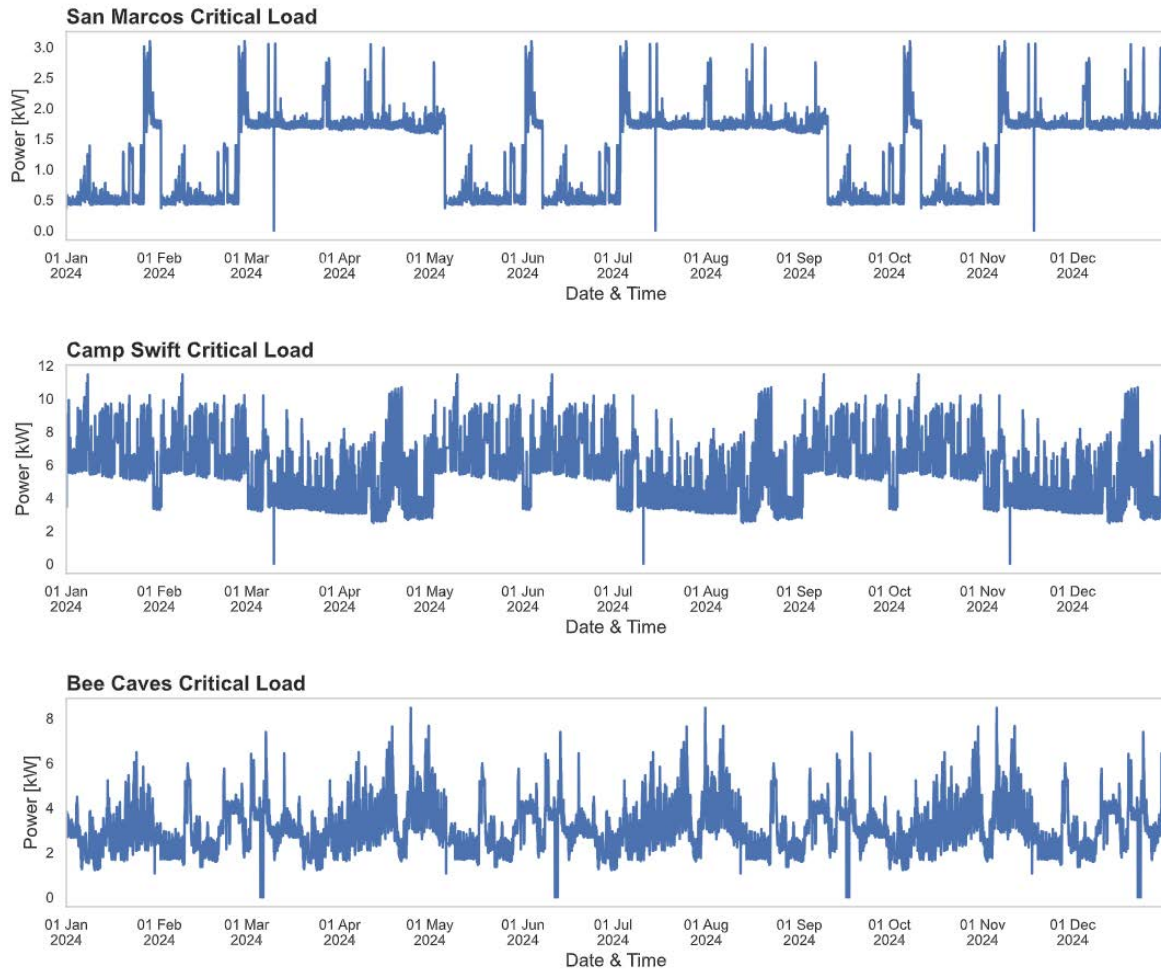 San Marcos Critical Load
Power [kW]
3.0
2.5
2.0
1.5
1.0
0.5
0.0
01 Jan 01 Feb 01 Mar 01 Apr 01 May 01 Jun 01 Jul 01 Aug 01 Sep 01 Oct 01 Nov 01 Dec
2024 2024 2024 2024 2024 2024 2024 2024 2024 2024 2024 2024
Date & Time
Camp Swift Critical Load
Power [kW]
12
10
8
6
4
2
0
01 Jan 01 Feb 01 Mar 01 Apr 01 May 01 Jun 01 Jul 01 Aug 01 Sep 01 Oct 01 Nov 01 Dec
2024 2024 2024 2024 2024 2024 2024 2024 2024 2024 2024 2024
Date & Time
Bee Caves Critical Load
Power [kW]
8
6
4
2
0
01 Jan 01 Feb 01 Mar 01 Apr 01 May 01 Jun 01 Jul 01 Aug 01 Sep 01 Oct 01 Nov 01 Dec
2024 2024 2024 2024 2024 2024 2024 2024 2024 2024 2024 2024
Date & Time